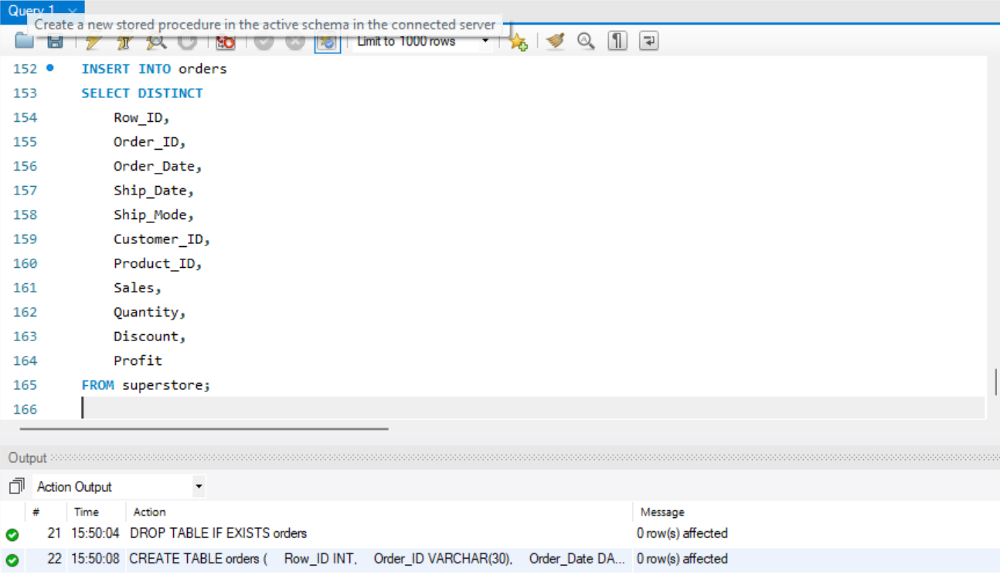 Query 1
Create a new stored procedure in the active schema in the connected server
Limit to 1000 rows
152 INSERT INTO orders
153 SELECT DISTINCT
154 Row_ID,
155 Order_ID,
156 Order_Date,
157 Ship_Date,
158 Ship_Mode,
159 Customer_ID,
160 Product_ID,
161 Sales,
162 Quantity,
163 Discount,
164 Profit
165 FROM superstore;
166
Output
Action Output
# Time Action Message
21 15:50:04 DROP TABLE IF EXISTS orders 0 row(s) affected
22 15:50:08 CREATE TABLE orders ( Row_ID INT, Order_ID VARCHAR(30), Order_Date DA... 0 row(s) affected